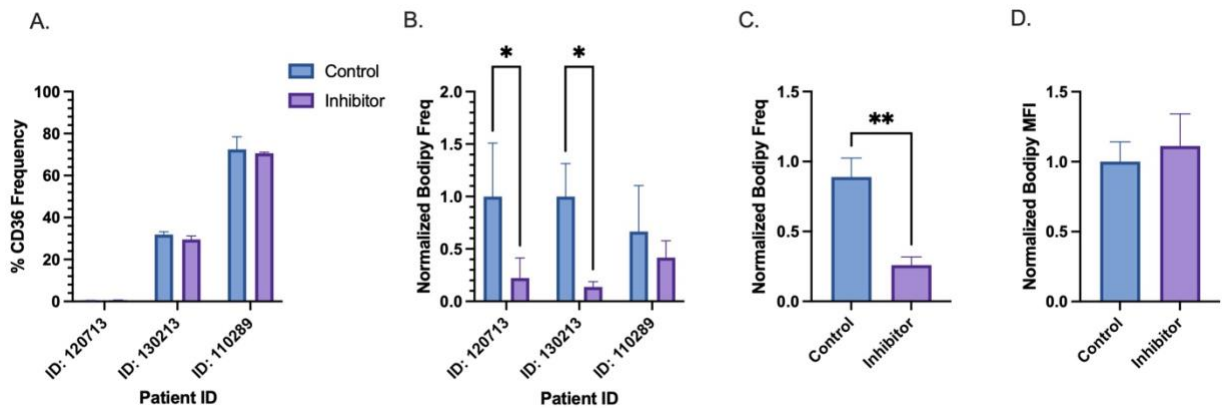 A.
Control
Inhibitor
% CD36 Frequency
100
80
60
40
20
0
ID: 120713
ID: 130213
ID: 110289
Patient ID
B.
*
*
Normalized Bodipy Freq
2.0
1.5
1.0
0.5
0.0
ID: 120713
ID: 130213
ID: 110289
Patient ID
C.
**
Normalized Bodipy Freq
1.5
1.0
0.5
0.0
Control
Inhibitor
D.
Normalized Bodipy MFI
1.5
1.0
0.5
0.0
Control
Inhibitor